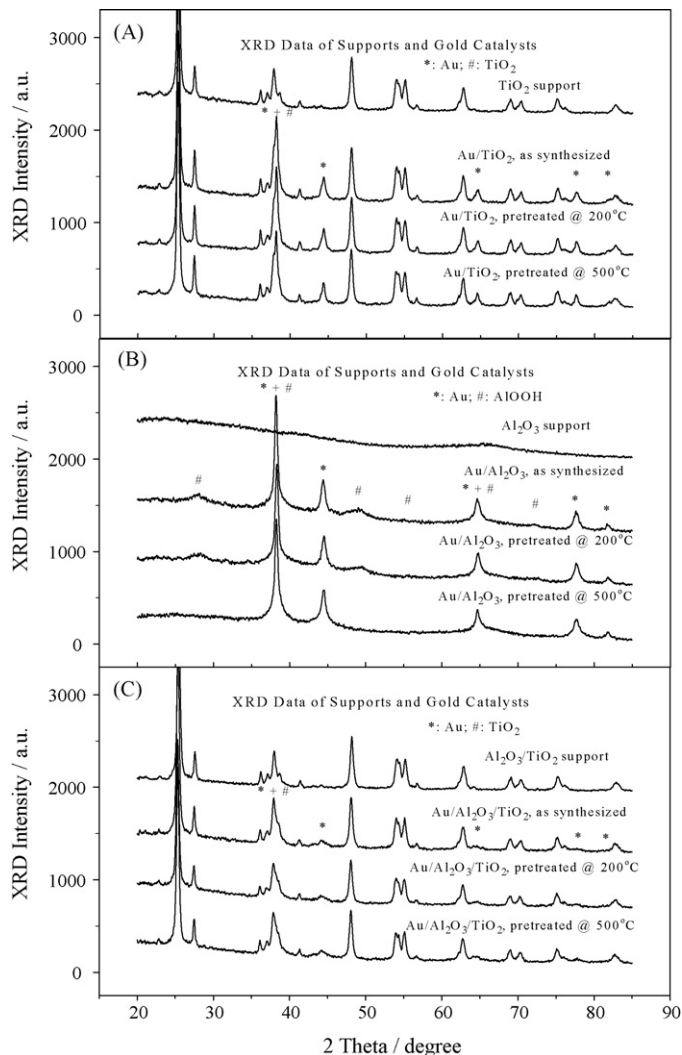 (A)
XRD Data of Supports and Gold Catalysts
*: Au; #: TiO₂
TiO₂ support
* + #
Au/TiO₂, as synthesized
* * * *
Au/TiO₂, pretreated @ 200°C
Au/TiO₂, pretreated @ 500°C
3000
2000
1000
0
XRD Intensity / a.u.
(B)
XRD Data of Supports and Gold Catalysts
* + #
*: Au; #: AlOOH
Al₂O₃ support
Au/Al₂O₃, as synthesized
# * # # * + # # * *
Au/Al₂O₃, pretreated @ 200°C
Au/Al₂O₃, pretreated @ 500°C
3000
2000
1000
0
XRD Intensity / a.u.
(C)
XRD Data of Supports and Gold Catalysts
*: Au; #: TiO₂
Al₂O₃/TiO₂ support
* + #
Au/Al₂O₃/TiO₂, as synthesized
* * * *
Au/Al₂O₃/TiO₂, pretreated @ 200°C
Au/Al₂O₃/TiO₂, pretreated @ 500°C
3000
2000
1000
0
XRD Intensity / a.u.
20 30 40 50 60 70 80 90
2 Theta / degree